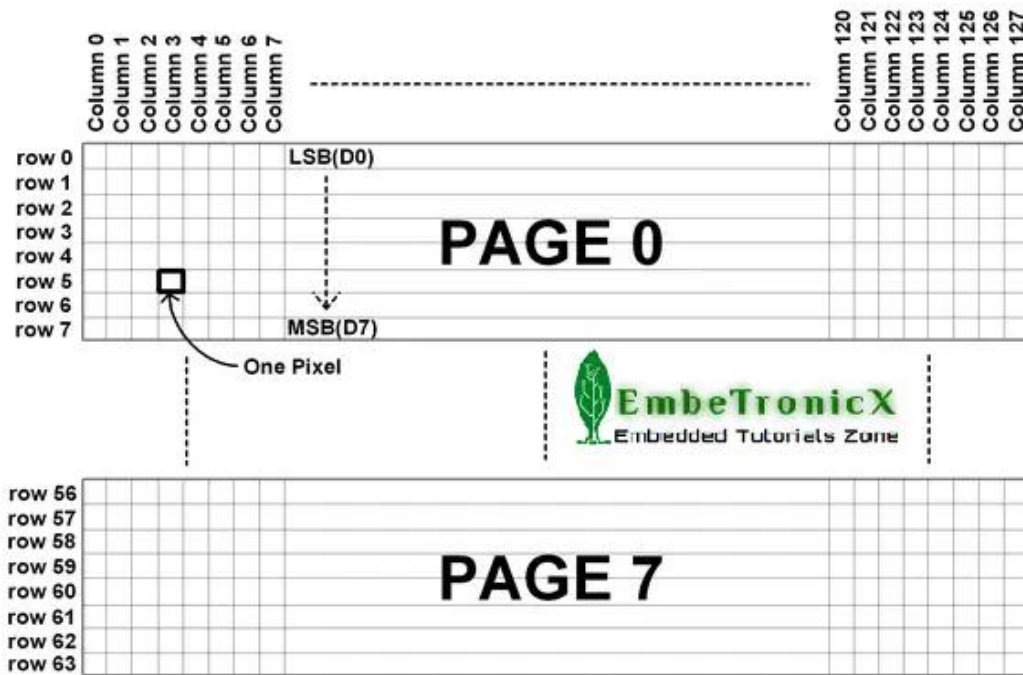 Column 0
Column 1
Column 2
Column 3
Column 4
Column 5
Column 6
Column 7
Column 120
Column 121
Column 122
Column 123
Column 124
Column 125
Column 126
Column 127
row 0
LSB(D0)
row 1
row 2
row 3
PAGE 0
row 4
row 5
row 6
row 7
MSB(D7)
One Pixel
EmbeTronicX
Embedded Tutorials Zone
row 56
row 57
row 58
row 59
PAGE 7
row 60
row 61
row 62
row 63